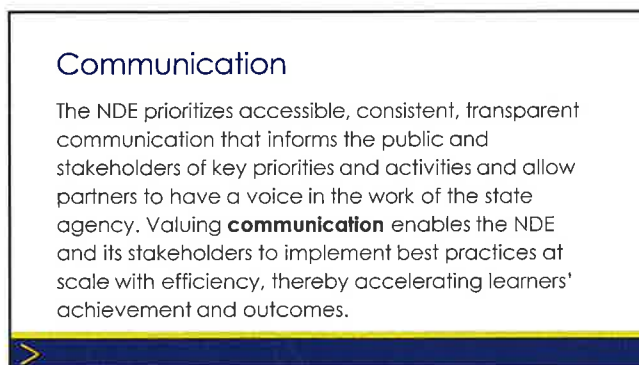 Communication
The NDE prioritizes accessible, consistent, transparent
communication that informs the public and
stakeholders of key priorities and activities and allow
partners to have a voice in the work of the state
agency. Valuing communication enables the NDE
and its stakeholders to implement best practices at
scale with efficiency, thereby accelerating learners'
achievement and outcomes.